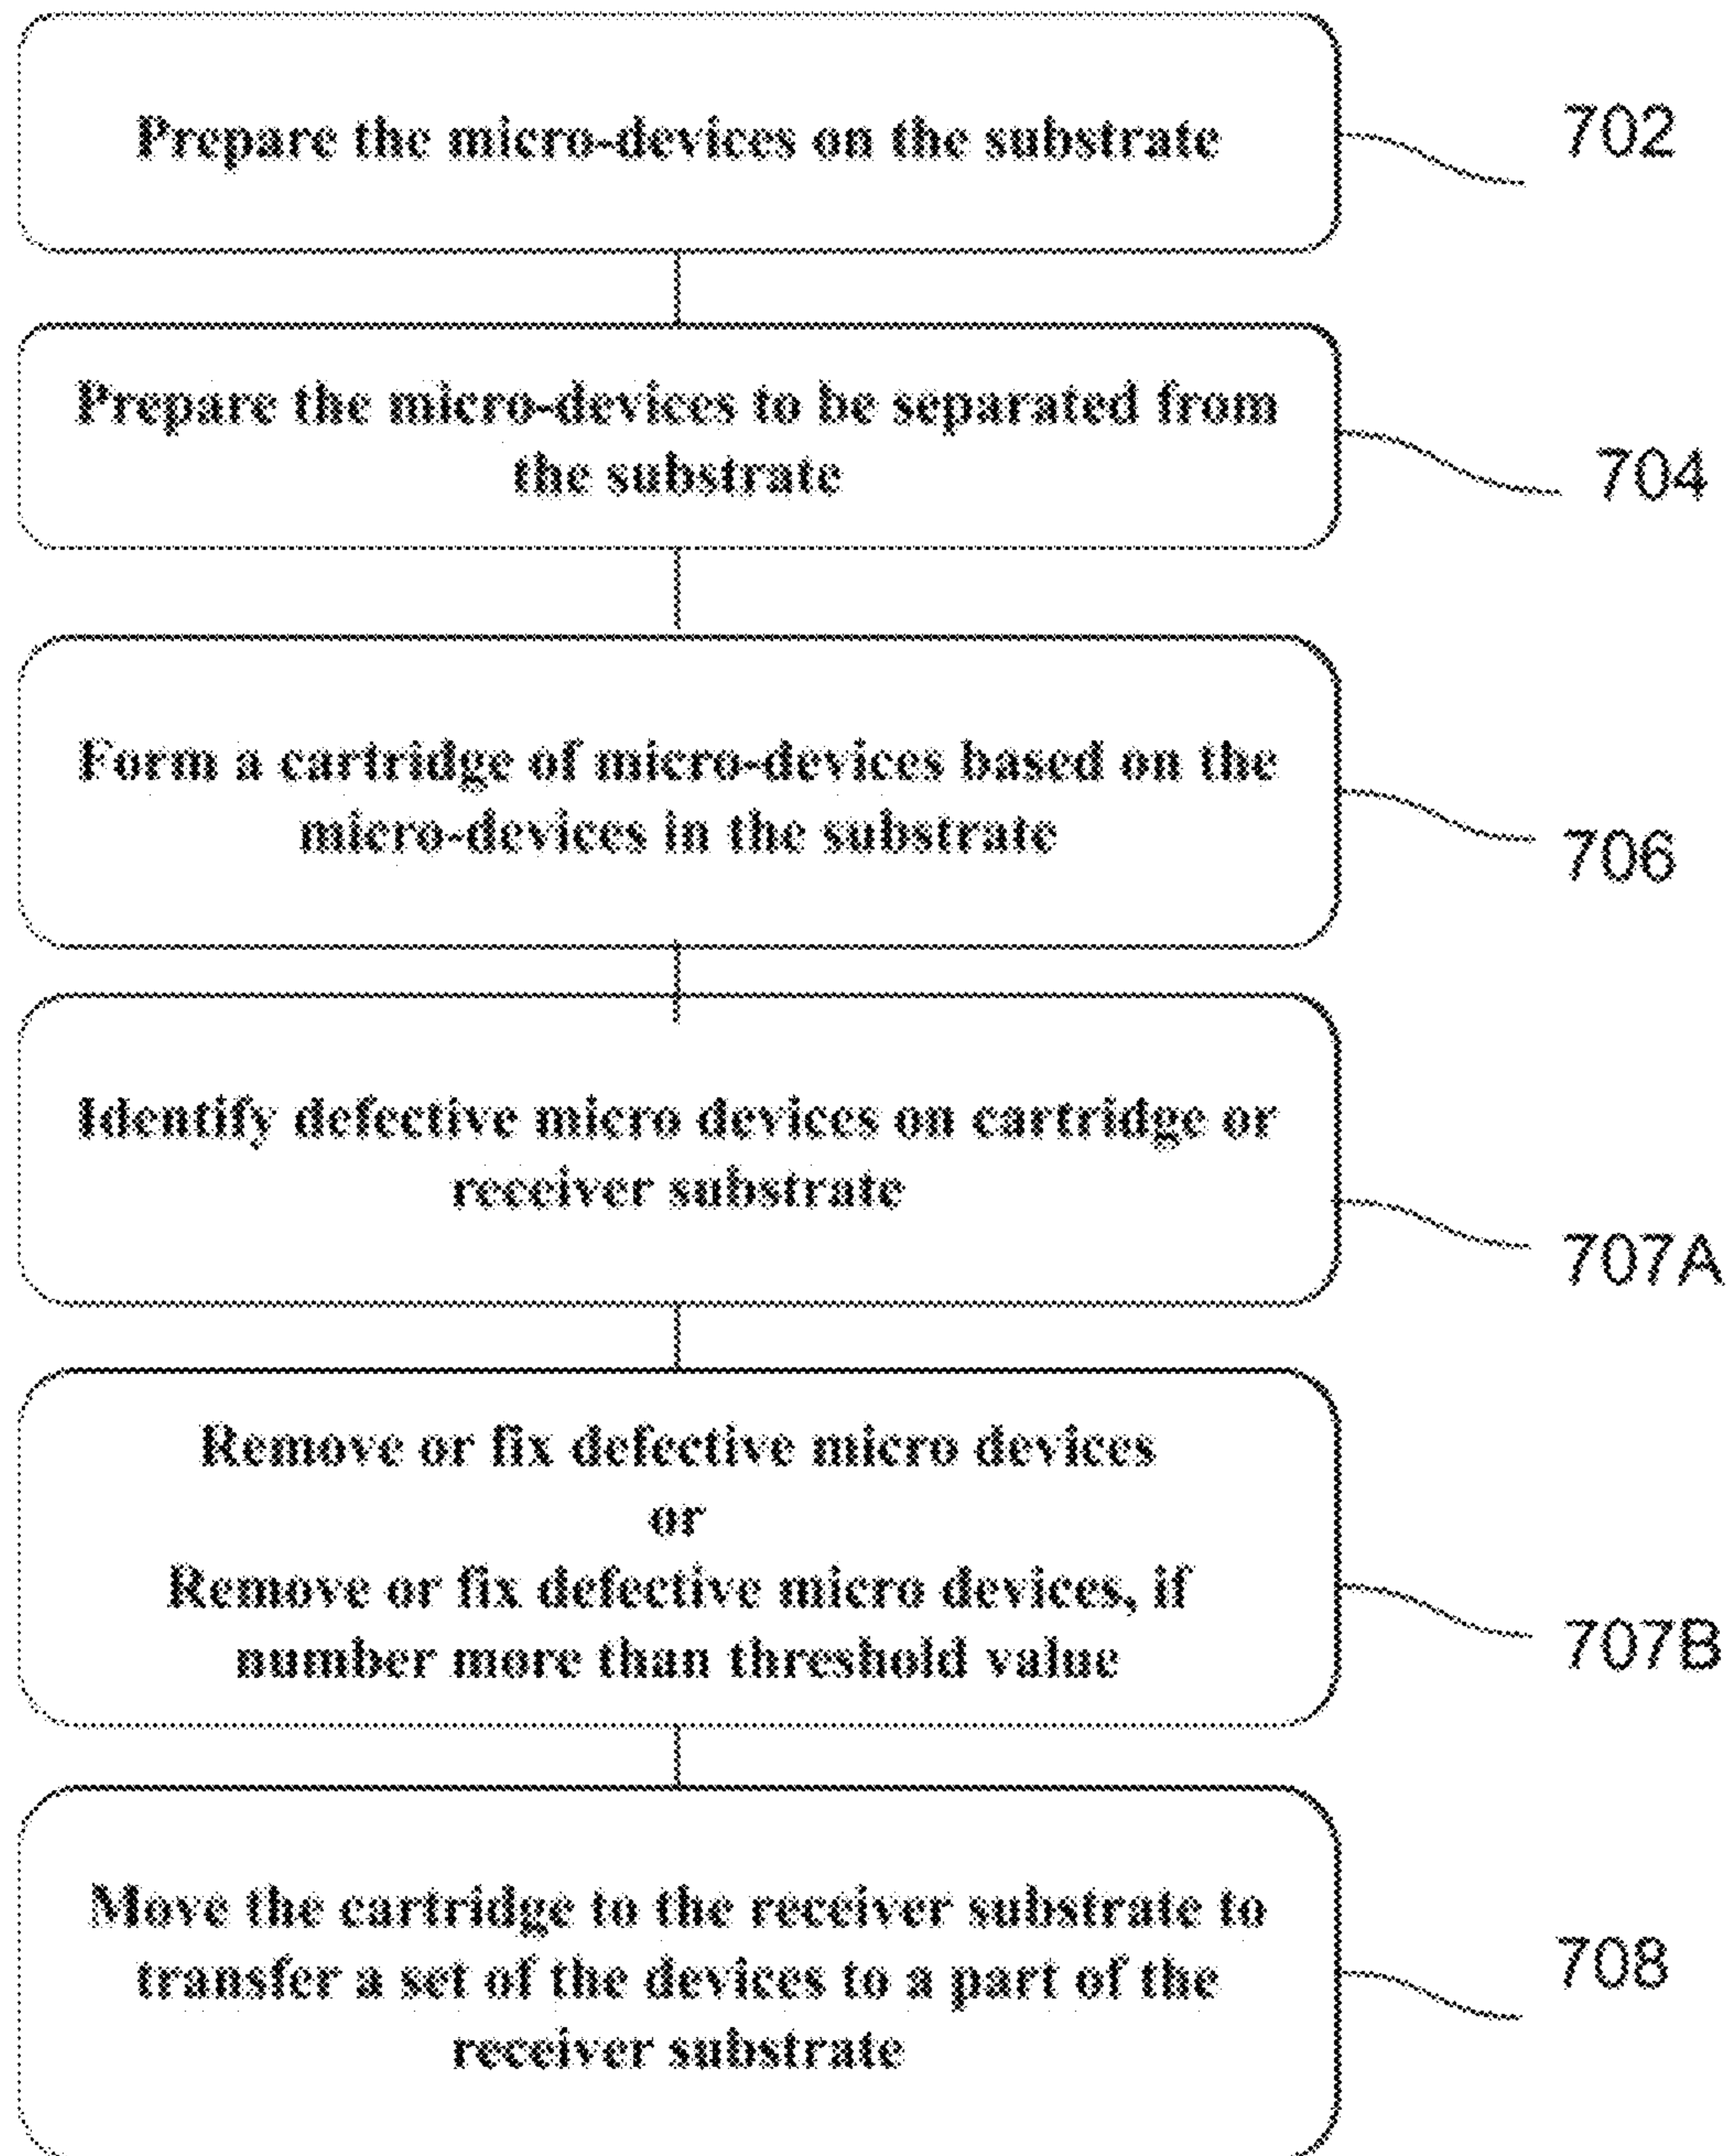 Prepare the micro-devices on the substrate
702
Prepare the micro-devices to be separated from
the substrate
704
Form a cartridge of micro-devices based on the
micro-devices in the substrate
706
Identify defective micro devices on cartridge or
receiver substrate
707A
Remove or fix defective micro devices
or
Remove or fix defective micro devices, if
number more than threshold value
707B
Move the cartridge to the receiver substrate to
transfer a set of the devices to a part of the
receiver substrate
708